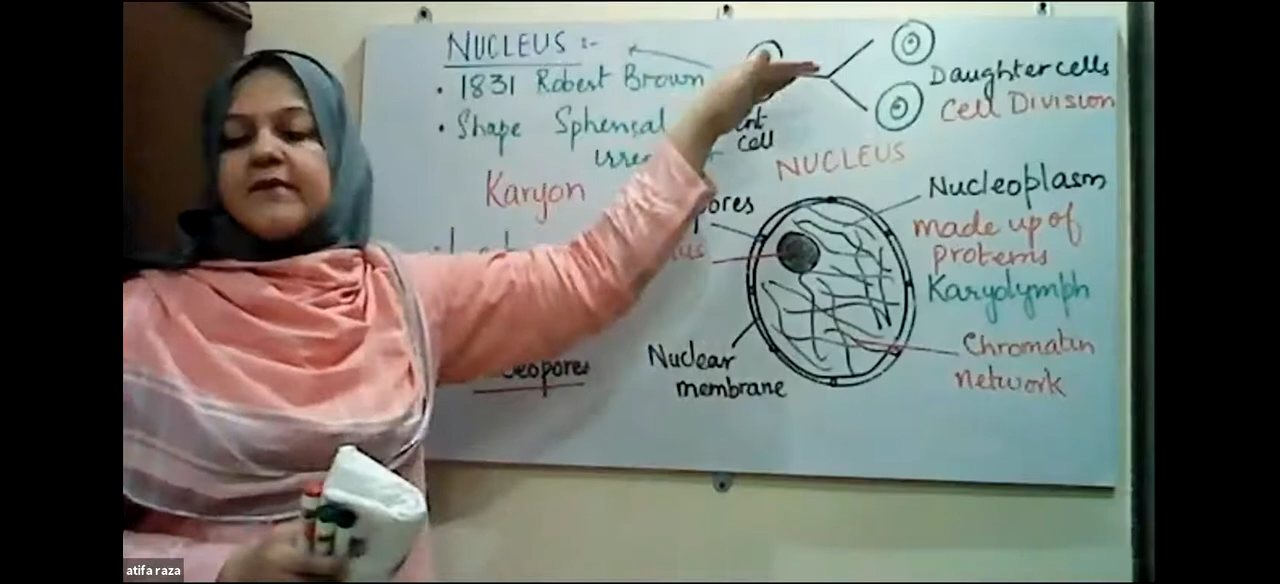 NUCLEUS :-
• 1831 Robert Brown
• Shape Spherical
Karyon
cell
Daughter cells
Cell Division
NUCLEUS
Nucleoplasm
made up of
proteins
Karyolymph
Chromatin
network
Nuclear
membrane
atifa raza